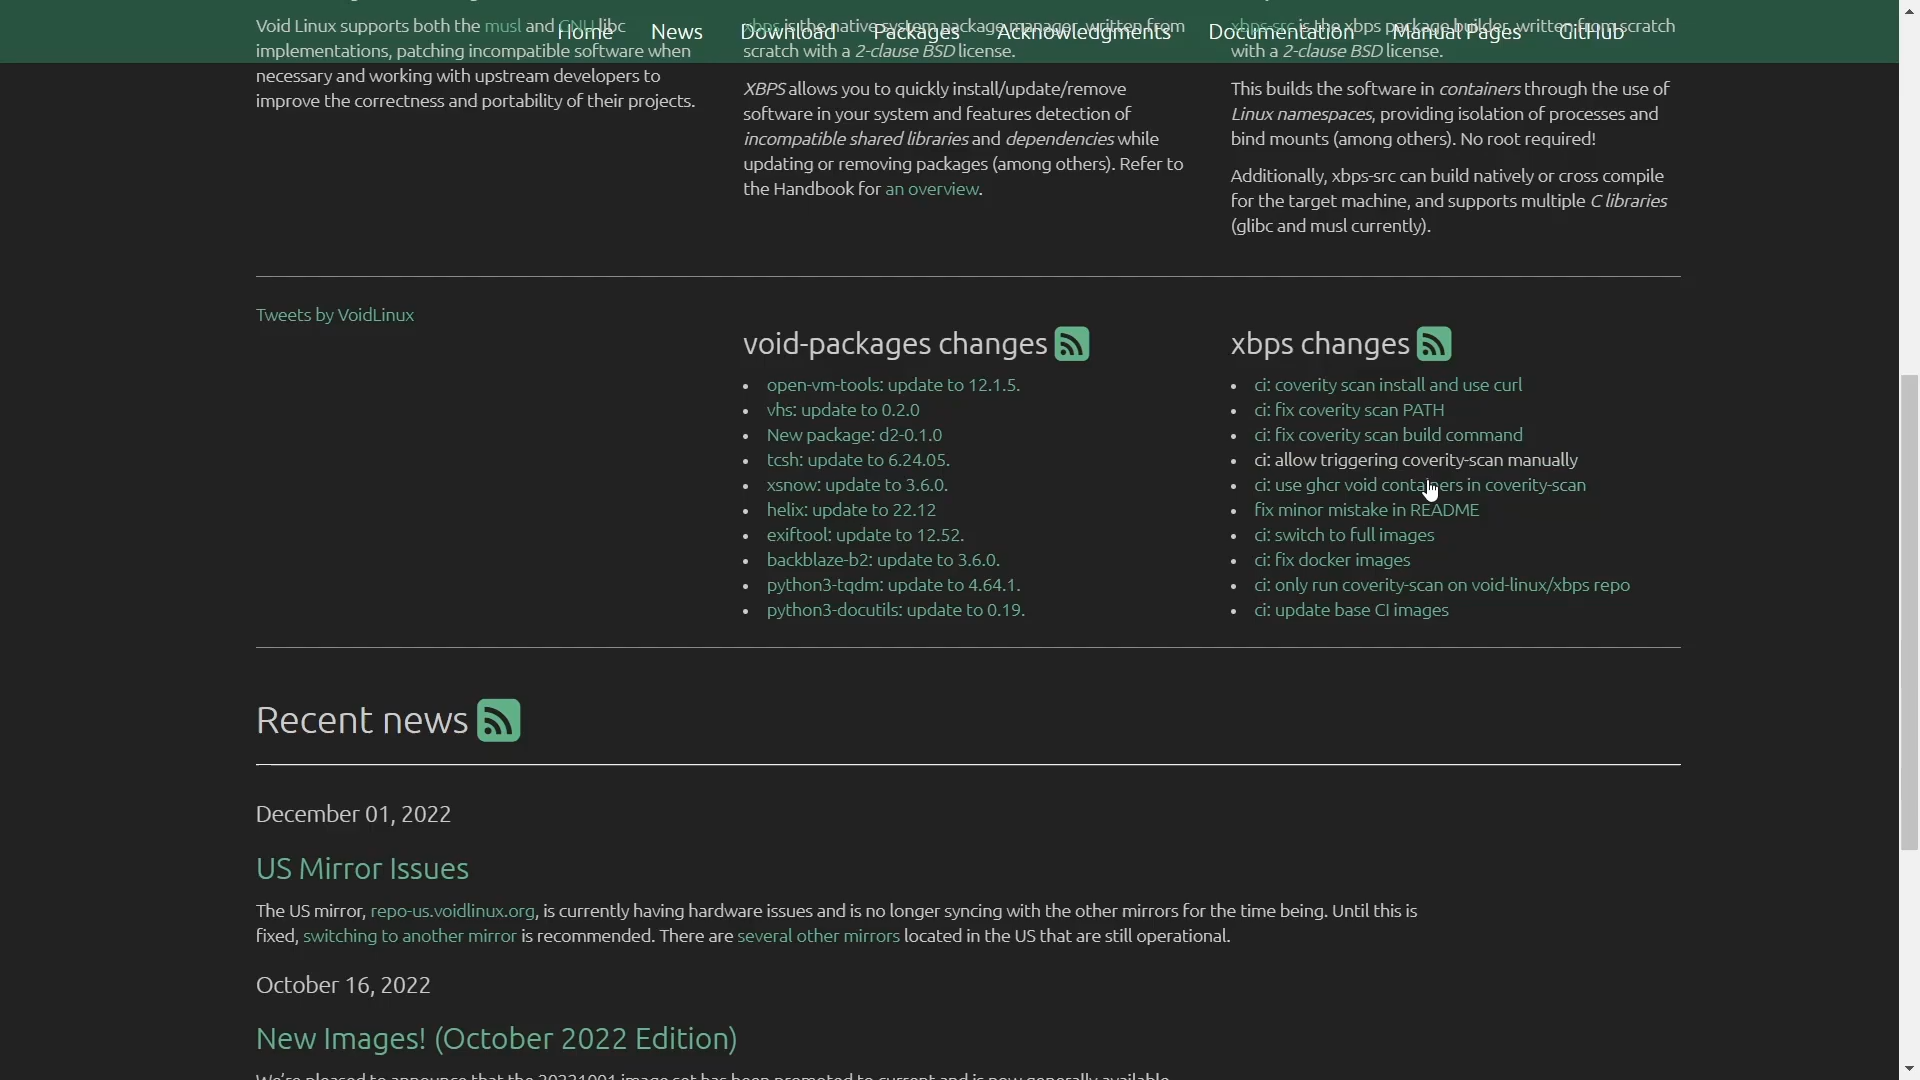 Home News Download Packages Acknowledgments Documentation Manual Pages GitHub
Void Linux supports both the musl and GNU libc
implementations, patching incompatible software when
necessary and working with upstream developers to
improve the correctness and portability of their projects.
xbps is the native system package manager, written from
scratch with a 2-clause BSD license.
XBPS allows you to quickly install/update/remove
software in your system and features detection of
incompatible shared libraries and dependencies while
updating or removing packages (among others). Refer to
the Handbook for an overview.
xbps-src is the xbps package builder, written from scratch
with a 2-clause BSD license.
This builds the software in containers through the use of
Linux namespaces, providing isolation of processes and
bind mounts (among others). No root required!
Additionally, xbps-src can build natively or cross compile
for the target machine, and supports multiple C libraries
(glibc and musl currently).
Tweets by VoidLinux
void-packages changes
open-vm-tools: update to 12.1.5.
vhs: update to 0.2.0
New package: d2-0.1.0
tcsh: update to 6.24.05.
xsnow: update to 3.6.0.
helix: update to 22.12
exiftool: update to 12.52.
backblaze-b2: update to 3.6.0.
python3-tqdm: update to 4.64.1.
python3-docutils: update to 0.19.
xbps changes
ci: coverity scan install and use curl
ci: fix coverity scan PATH
ci: fix coverity scan build command
ci: allow triggering coverity-scan manually
ci: use ghcr void containers in coverity-scan
fix minor mistake in README
ci: switch to full images
ci: fix docker images
ci: only run coverity-scan on void-linux/xbps repo
ci: update base CI images
Recent news
December 01, 2022
US Mirror Issues
The US mirror, repo-us.voidlinux.org, is currently having hardware issues and is no longer syncing with the other mirrors for the time being. Until this is
fixed, switching to another mirror is recommended. There are several other mirrors located in the US that are still operational.
October 16, 2022
New Images! (October 2022 Edition)
We're pleased to announce that the 20221001 image set has been promoted to current and is now generally available.